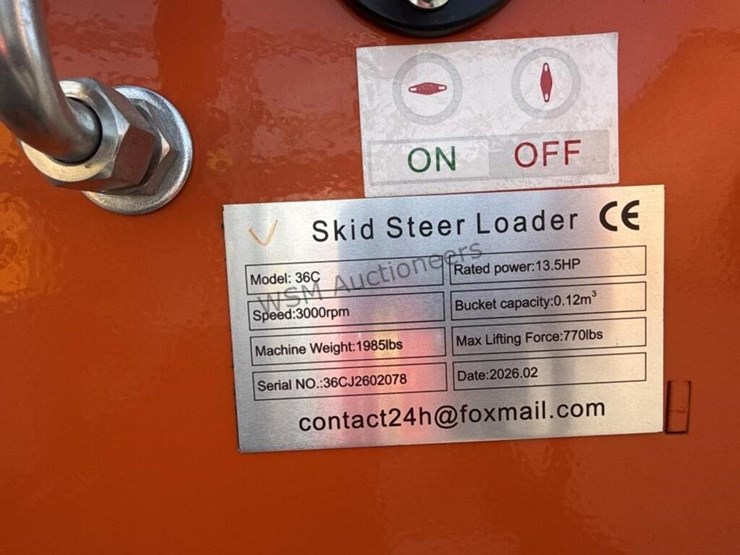 ON OFF
Skid Steer Loader CE
Model: 36C Rated power:13.5HP
Speed:3000rpm Bucket capacity:0.12m³
Machine Weight:1985lbs Max Lifting Force:770lbs
Serial NO.:36CJ2602078 Date:2026.02
contact24h@foxmail.com
WSM Auctioneers